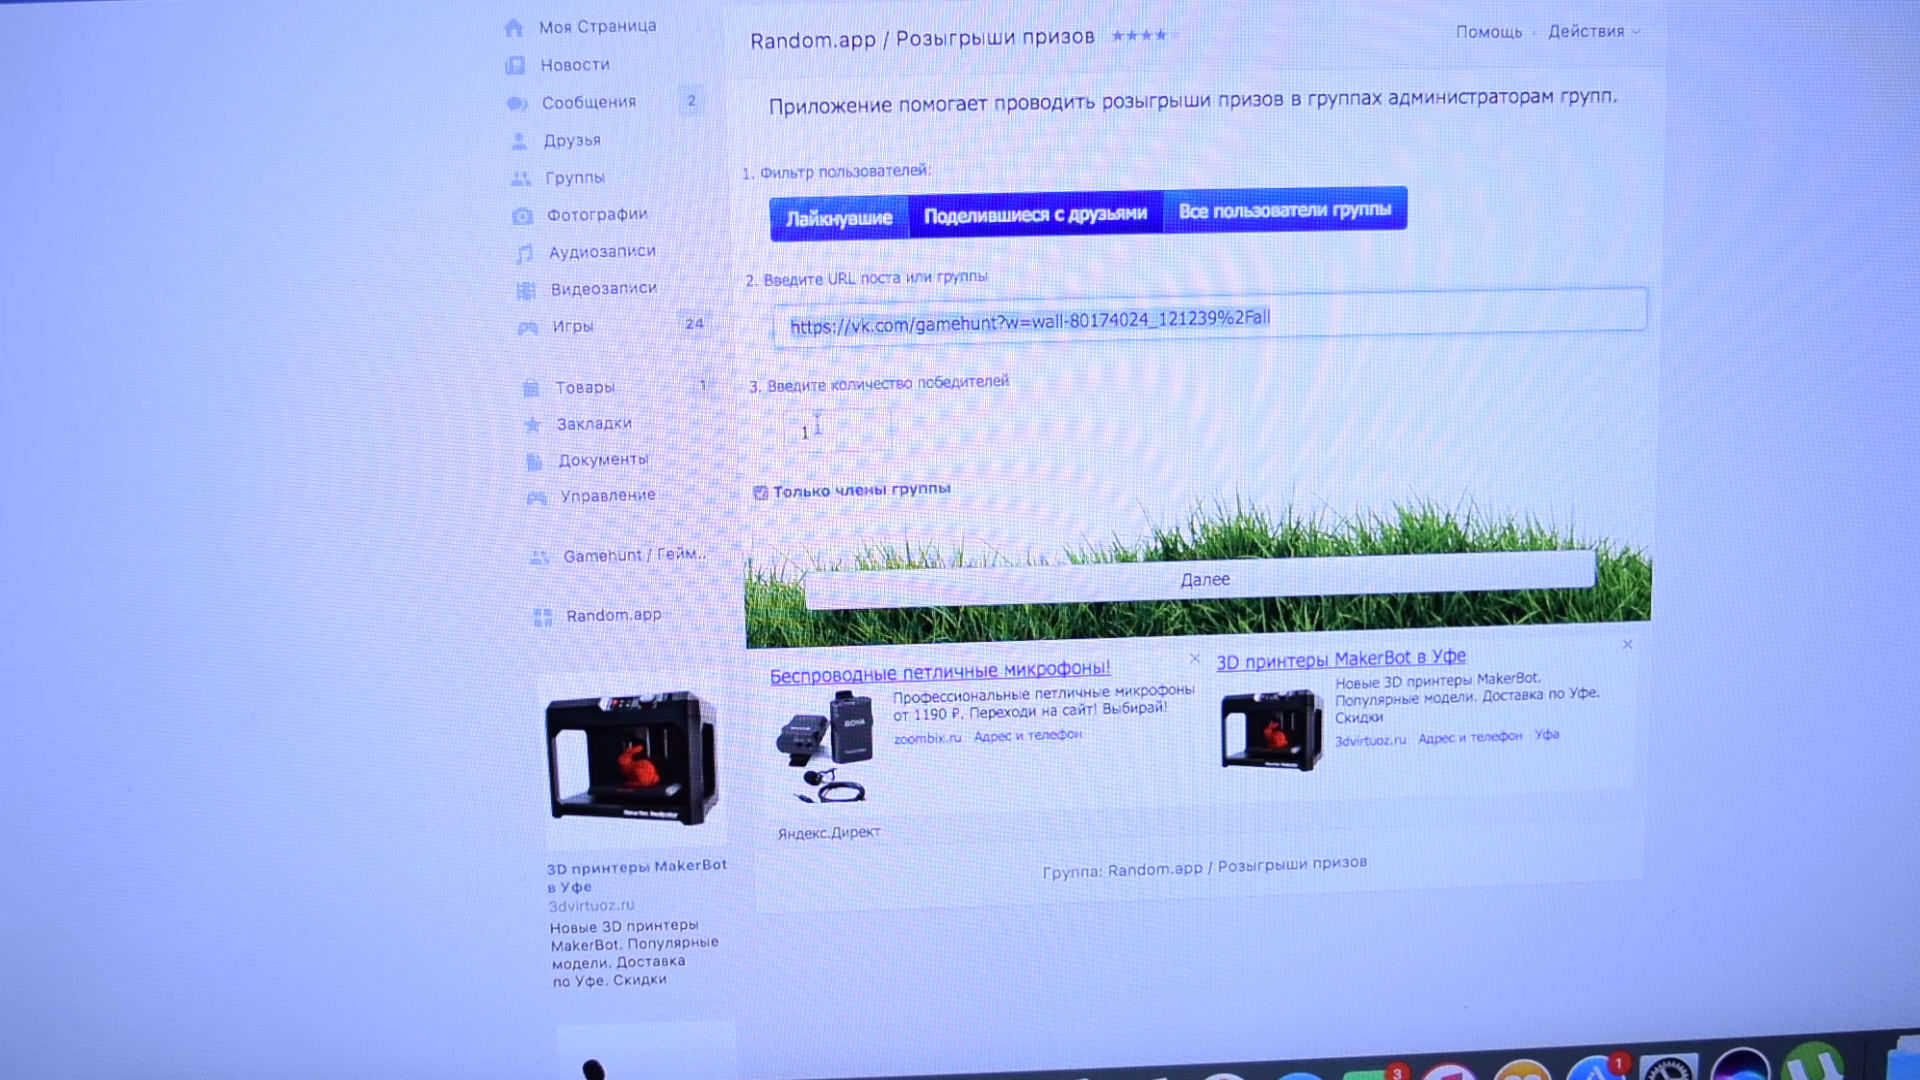 Моя Страница
Новости
Сообщения 2
Друзья
Группы
Фотографии
Аудиозаписи
Видеозаписи
Игры 24
Товары 1
Закладки
Документы
Управление
Gamehunt / Гейм..
Random.app
3D принтеры MakerBot
в Уфе
3dvirtuoz.ru
Новые 3D принтеры
MakerBot. Популярные
модели. Доставка
по Уфе. Скидки
Random.app / Розыгрыши призов
Помощь · Действия
Приложение помогает проводить розыгрыши призов в группах администраторам групп.
1. Фильтр пользователей:
Лайкнувшие Поделившиеся с друзьями Все пользователи группы
2. Введите URL поста или группы
https://vk.com/gamehunt?w=wall-80174024_121239%2Fall
3. Введите количество победителей
1
Только члены группы
Далее
Беспроводные петличные микрофоны!
Профессиональные петличные микрофоны
от 1190 ₽. Переходи на сайт! Выбирай!
zoombix.ru Адрес и телефон
BOYA
3D принтеры MakerBot в Уфе
Новые 3D принтеры MakerBot.
Популярные модели. Доставка по Уфе.
Скидки
3dvirtuoz.ru Адрес и телефон Уфа
Яндекс.Директ
Группа: Random.app / Розыгрыши призов
3
1